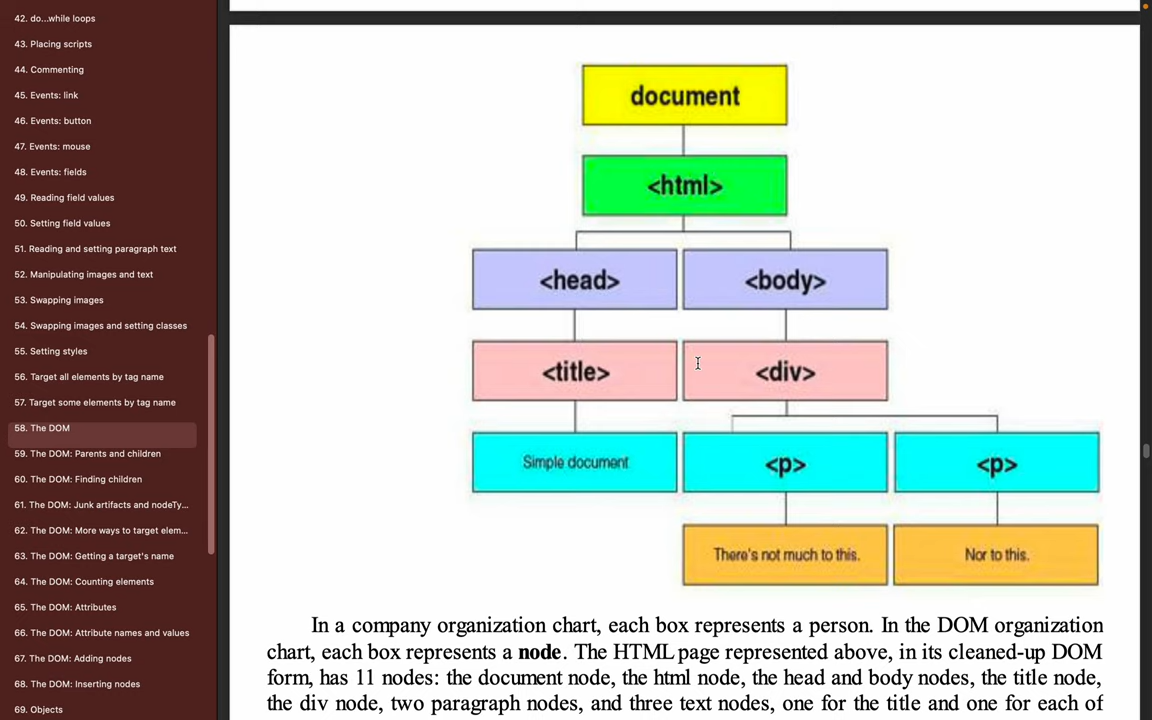 42. do...while loops
43. Placing scripts
44. Commenting
45. Events: link
46. Events: button
47. Events: mouse
48. Events: fields
49. Reading field values
50. Setting field values
51. Reading and setting paragraph text
52. Manipulating images and text
53. Swapping images
54. Swapping images and setting classes
55. Setting styles
56. Target all elements by tag name
57. Target some elements by tag name
58. The DOM
59. The DOM: Parents and children
60. The DOM: Finding children
61. The DOM: Junk artifacts and nodeTy...
62. The DOM: More ways to target elem...
63. The DOM: Getting a target's name
64. The DOM: Counting elements
65. The DOM: Attributes
66. The DOM: Attribute names and values
67. The DOM: Adding nodes
68. The DOM: Inserting nodes
69. Objects
document
<html>
<head> <body>
<title> <div>
Simple document <p> <p>
There's not much to this. Nor to this.
In a company organization chart, each box represents a person. In the DOM organization
chart, each box represents a node. The HTML page represented above, in its cleaned-up DOM
form, has 11 nodes: the document node, the html node, the head and body nodes, the title node,
the div node, two paragraph nodes, and three text nodes, one for the title and one for each of